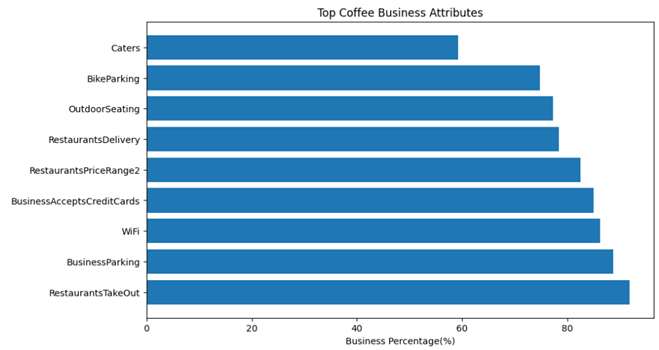 Top Coffee Business Attributes
Caters
BikeParking
OutdoorSeating
RestaurantsDelivery
RestaurantsPriceRange2
BusinessAcceptsCreditCards
WiFi
BusinessParking
RestaurantsTakeOut
0 20 40 60 80
Business Percentage(%)